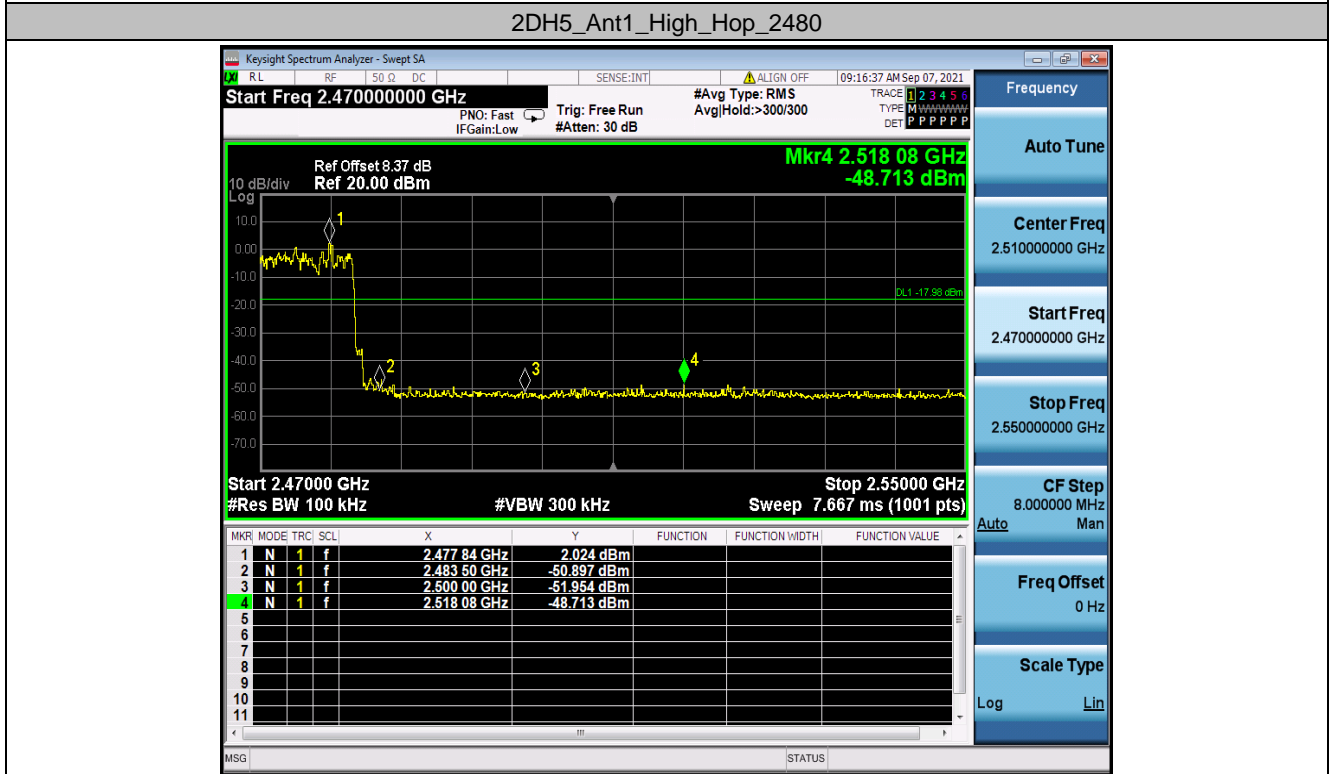 2DH5_Ant1_High_Hop_2480
Keysight Spectrum Analyzer - Swept SA
LXI RL RF 50 Ω DC SENSE:INT ALIGN OFF 09:16:37 AM Sep 07, 2021
Start Freq 2.470000000 GHz
PNO: Fast
IFGain:Low
Trig: Free Run
#Atten: 30 dB
#Avg Type: RMS
Avg|Hold:>300/300
TRACE 1 2 3 4 5 6
TYPE M W W W W W
DET P P P P P P
Ref Offset 8.37 dB
10 dB/div Ref 20.00 dBm
Log
Mkr4 2.518 08 GHz
-48.713 dBm
10.0
0.00
-10.0
-20.0
-30.0
-40.0
-50.0
-60.0
-70.0
1
2
3
4
DL1 -17.98 dBm
Start 2.47000 GHz Stop 2.55000 GHz
#Res BW 100 kHz #VBW 300 kHz Sweep 7.667 ms (1001 pts)
MKR MODE TRC SCL X Y FUNCTION FUNCTION WIDTH FUNCTION VALUE
1 N 1 f 2.477 84 GHz 2.024 dBm
2 N 1 f 2.483 50 GHz -50.897 dBm
3 N 1 f 2.500 00 GHz -51.954 dBm
4 N 1 f 2.518 08 GHz -48.713 dBm
5
6
7
8
9
10
11
MSG STATUS
Frequency
Auto Tune
Center Freq
2.510000000 GHz
Start Freq
2.470000000 GHz
Stop Freq
2.550000000 GHz
CF Step
8.000000 MHz
Auto Man
Freq Offset
0 Hz
Scale Type
Log Lin